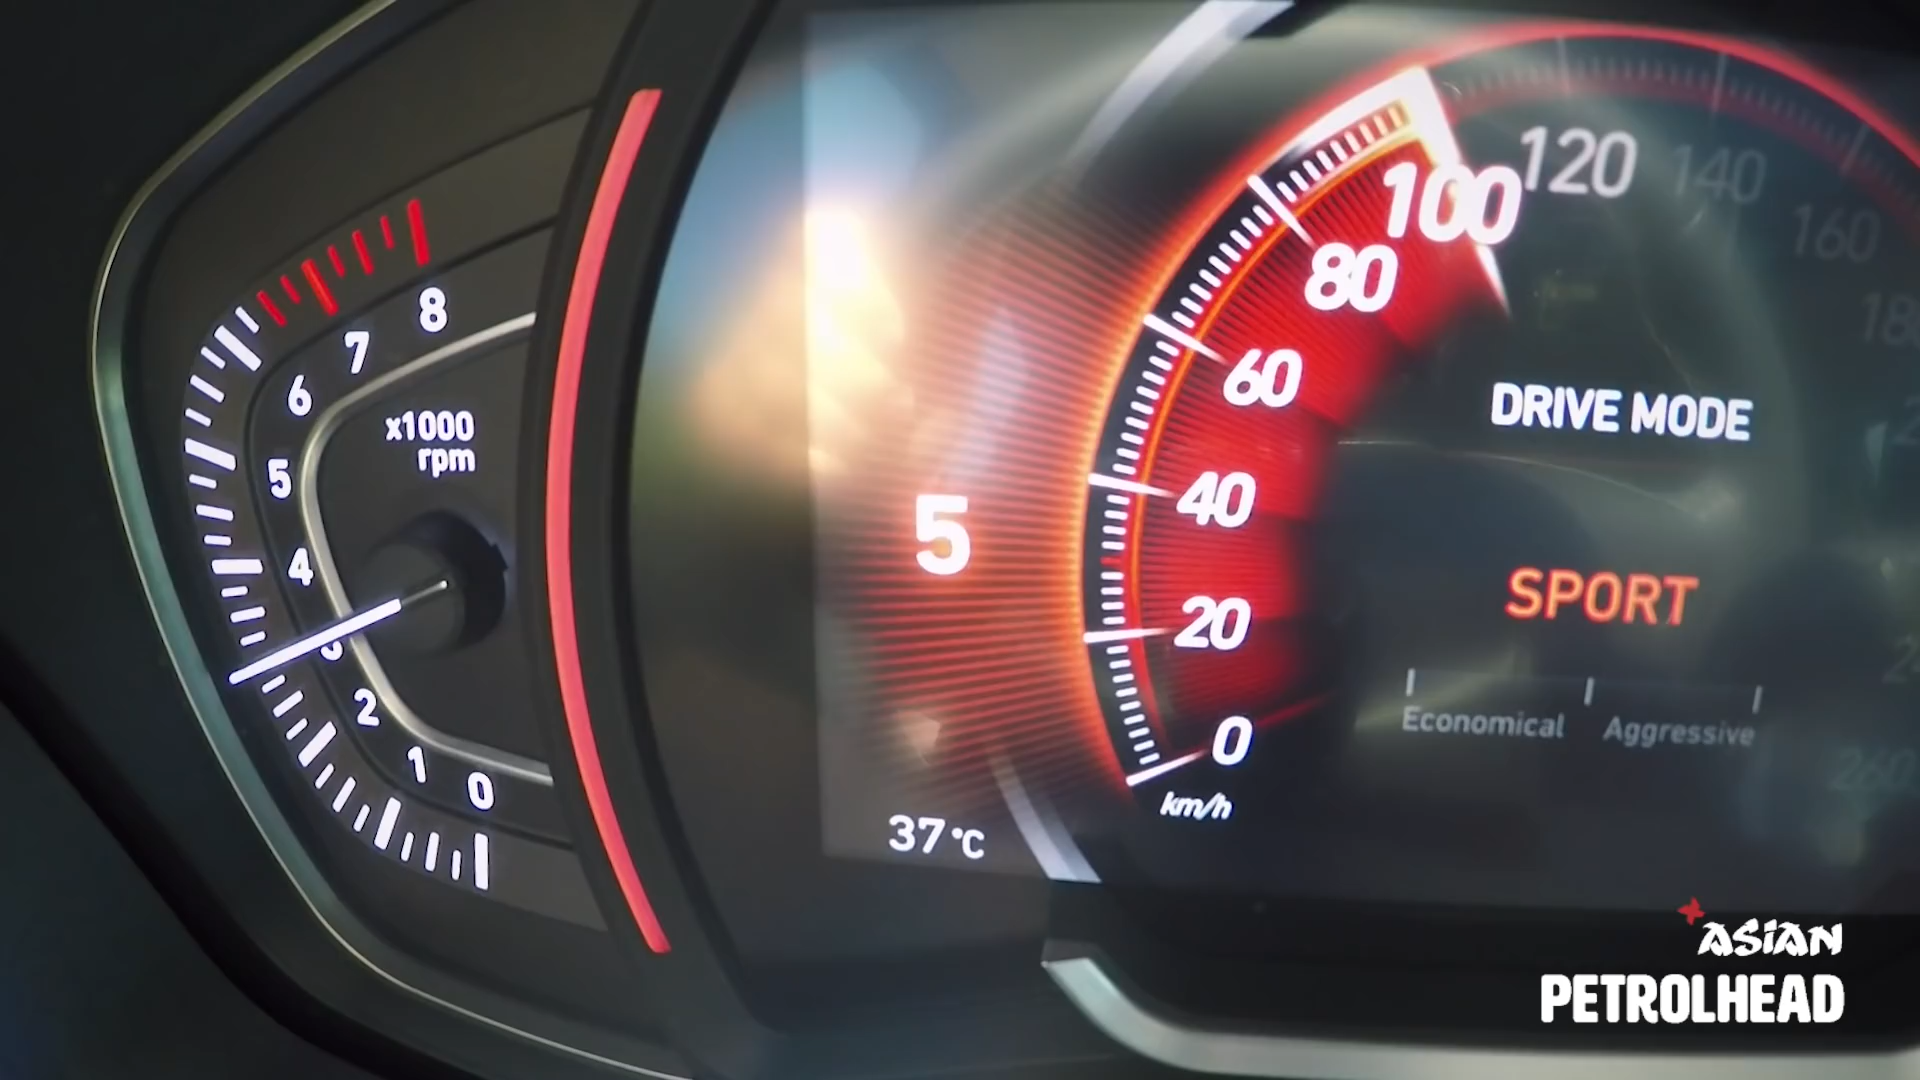 8
7
6
5
4
3
2
1
0
x1000
rpm
5
37°C
120
140
160
100
80
60
40
20
0
km/h
DRIVE MODE
SPORT
Economical
Aggressive
260
ASIAN
PETROLHEAD